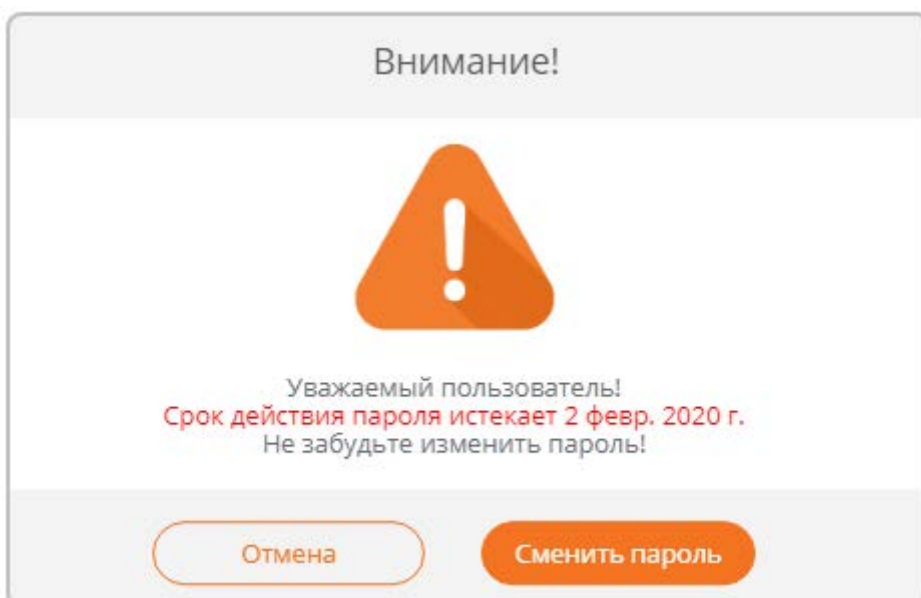 Внимание!
Уважаемый пользователь!
Срок действия пароля истекает 2 февр. 2020 г.
Не забудьте изменить пароль!
Отмена
Сменить пароль